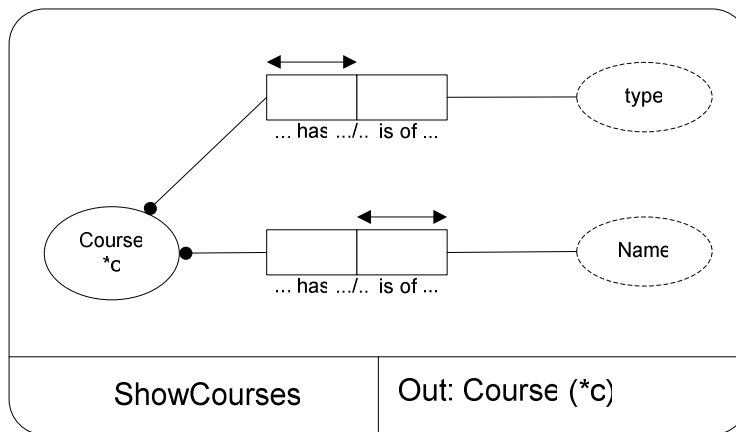 type
... has .../.. is of ...
Course
*c
Name
... has .../.. is of ...
ShowCourses
Out: Course (*c)